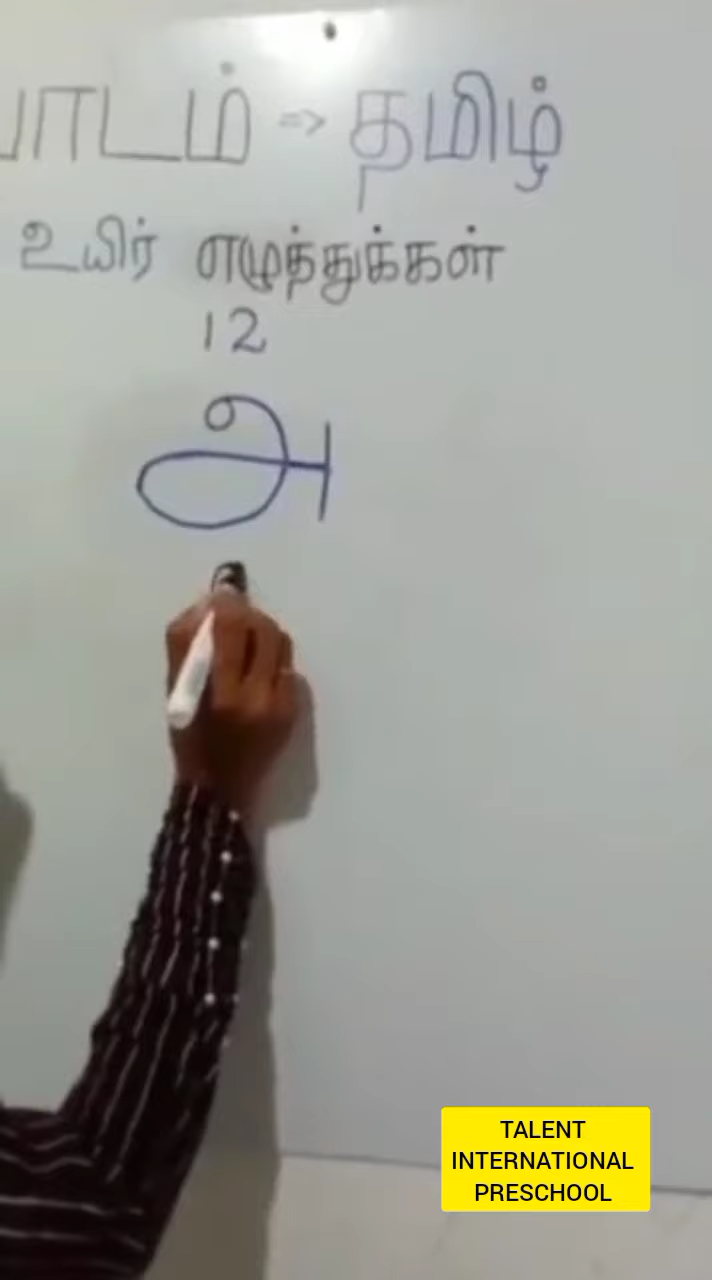 பாடம் => தமிழ்
உயிர் எழுத்துக்கள்
12
அ
TALENT
INTERNATIONAL
PRESCHOOL